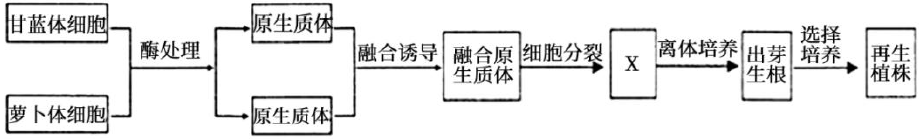 甘蓝体细胞
萝卜体细胞
酶处理
原生质体
原生质体
融合诱导
融合原
生质体
细胞分裂
X
离体培养
出芽
生根
选择
培养
再生
植株